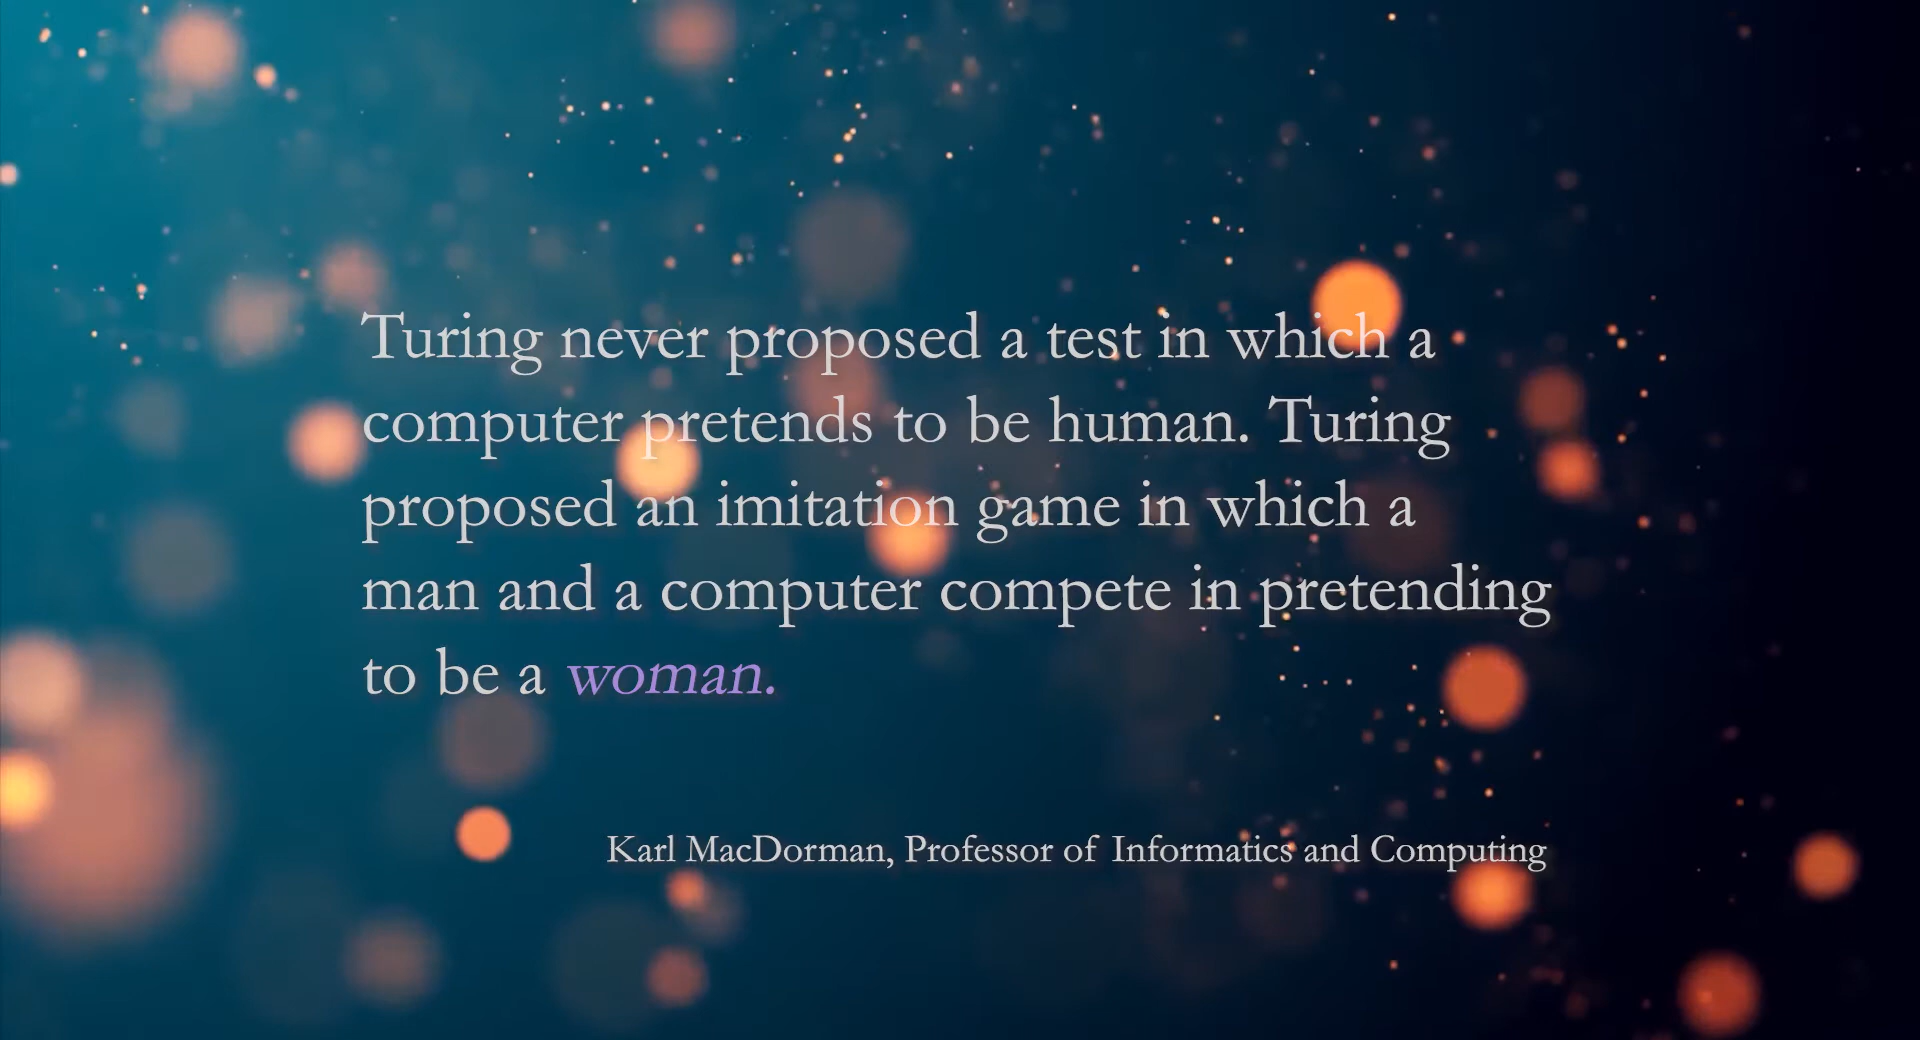 Turing never proposed a test in which a
computer pretends to be human. Turing
proposed an imitation game in which a
man and a computer compete in pretending
to be a woman.
Karl MacDorman, Professor of Informatics and Computing